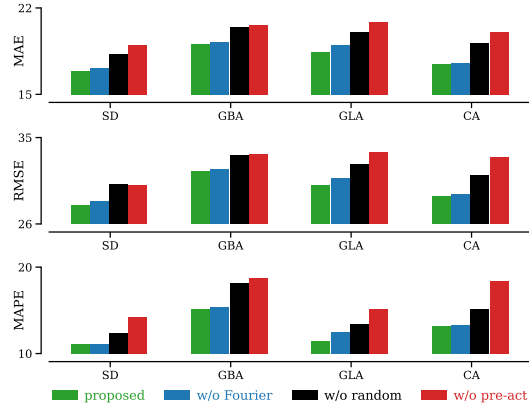 22
MAE
15
SD GBA GLA CA
35
RMSE
26
SD GBA GLA CA
20
MAPE
10
SD GBA GLA CA
proposed w/o Fourier w/o random w/o pre-act